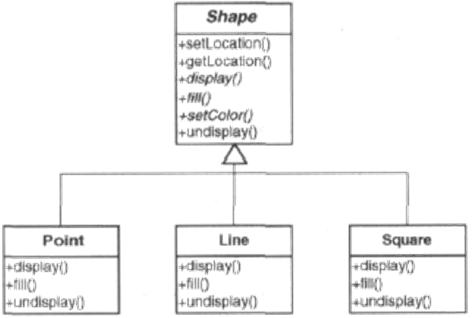 Shape
+setLocation()
+getLocation()
+display()
+fill()
+setColor()
+undisplay()
Point
+display()
+fill()
+undisplay()
Line
+display()
+fill()
+undisplay()
Square
+display()
+fill()
+undisplay()